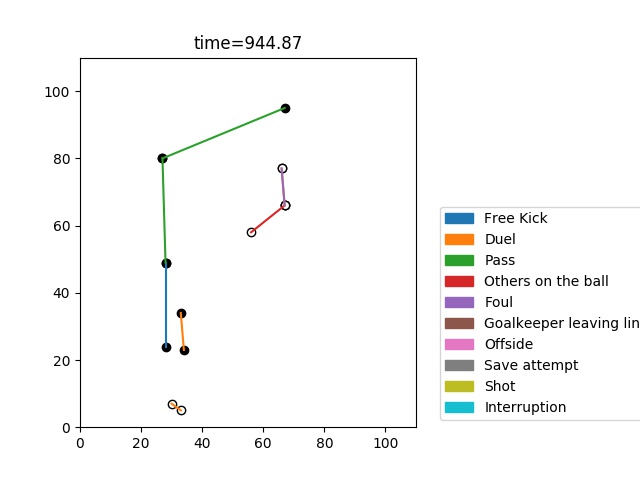 time=944.87
100
80
60
40
20
0
0 20 40 60 80 100
Free Kick
Duel
Pass
Others on the ball
Foul
Goalkeeper leaving lin
Offside
Save attempt
Shot
Interruption